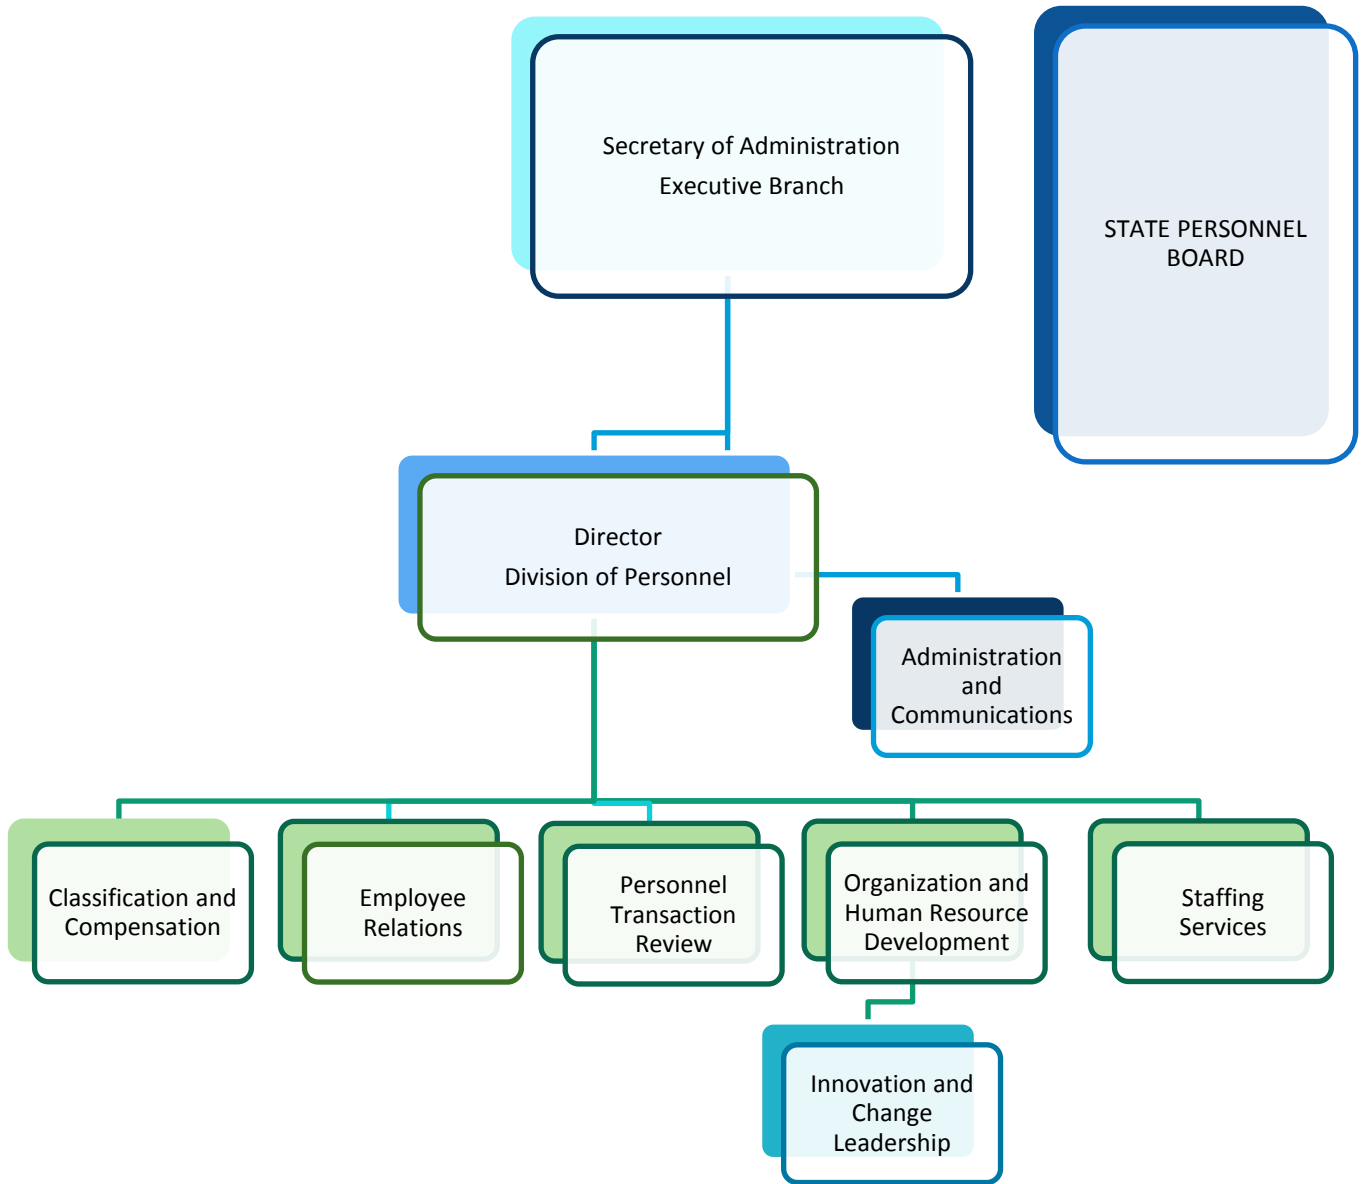 Secretary of Administration
Executive Branch
STATE PERSONNEL
BOARD
Director
Division of Personnel
Administration
and
Communications
Classification and
Compensation
Employee
Relations
Personnel
Transaction
Review
Organization and
Human Resource
Development
Staffing
Services
Innovation and
Change
Leadership